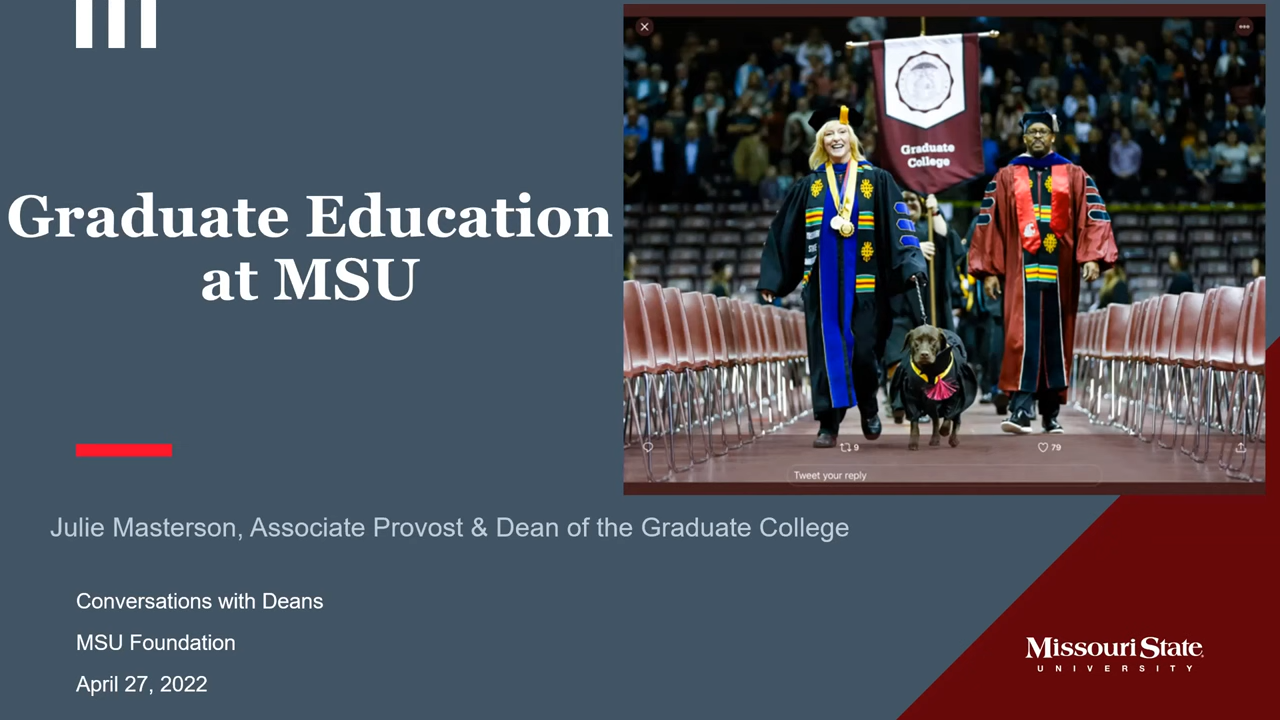 Graduate Education
at MSU
Graduate
College
9
79
Tweet your reply
Julie Masterson, Associate Provost & Dean of the Graduate College
Conversations with Deans
MSU Foundation
April 27, 2022
Missouri State
UNIVERSITY